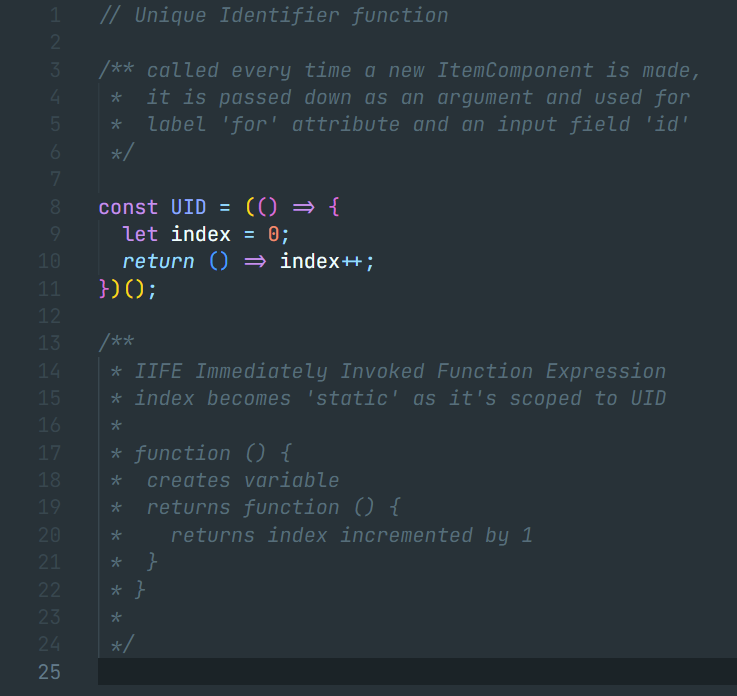 1 // Unique Identifier function
2
3 /** called every time a new ItemComponent is made,
4  *  it is passed down as an argument and used for
5  *  label 'for' attribute and an input field 'id'
6  */
7
8 const UID = (() => {
9   let index = 0;
10   return () => index++;
11 })();
12
13 /**
14  * IIFE Immediately Invoked Function Expression
15  * index becomes 'static' as it's scoped to UID
16  *
17  * function () {
18  *  creates variable
19  *  returns function () {
20  *    returns index incremented by 1
21  *  }
22  * }
23  *
24  */
25